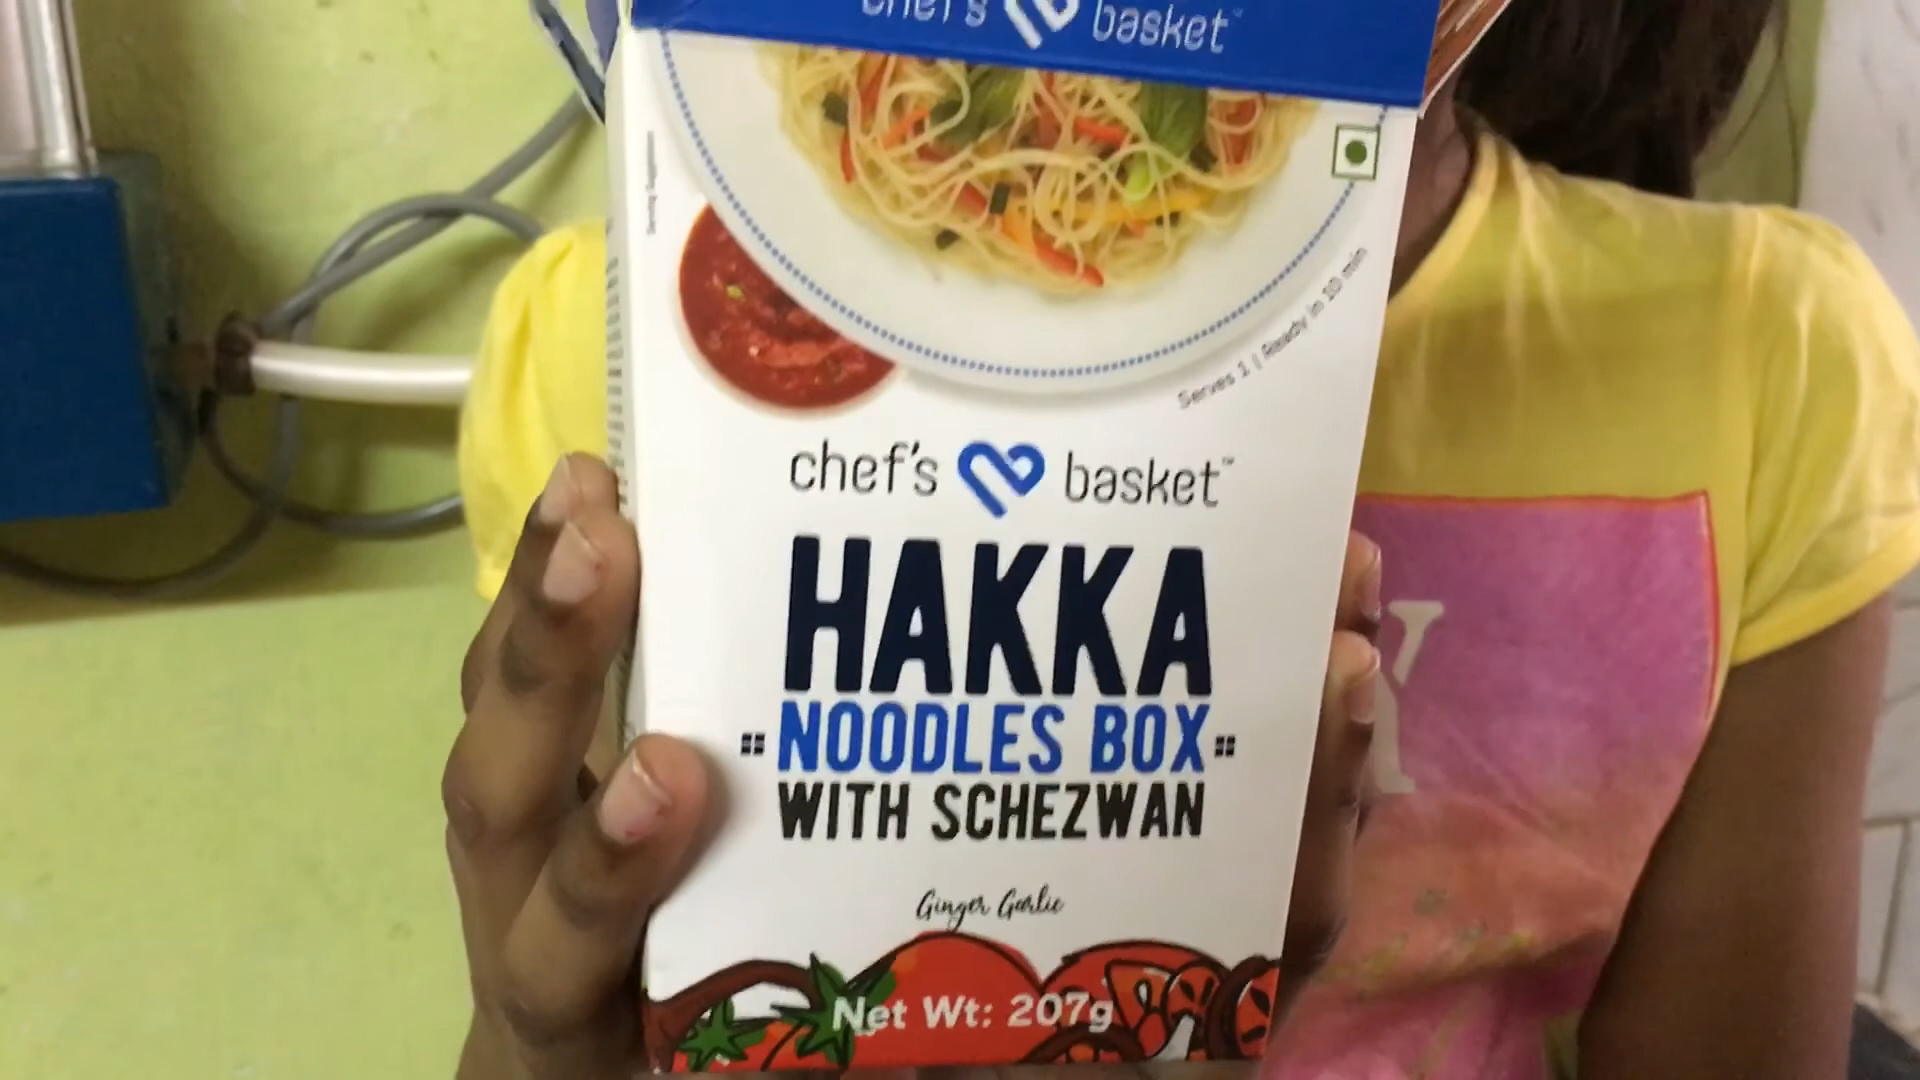 chef's basket™
Serves 1 | Ready in 10 min
chef's basket™
HAKKA
NOODLES BOX
WITH SCHEZWAN
Ginger Garlic
Net Wt: 207g